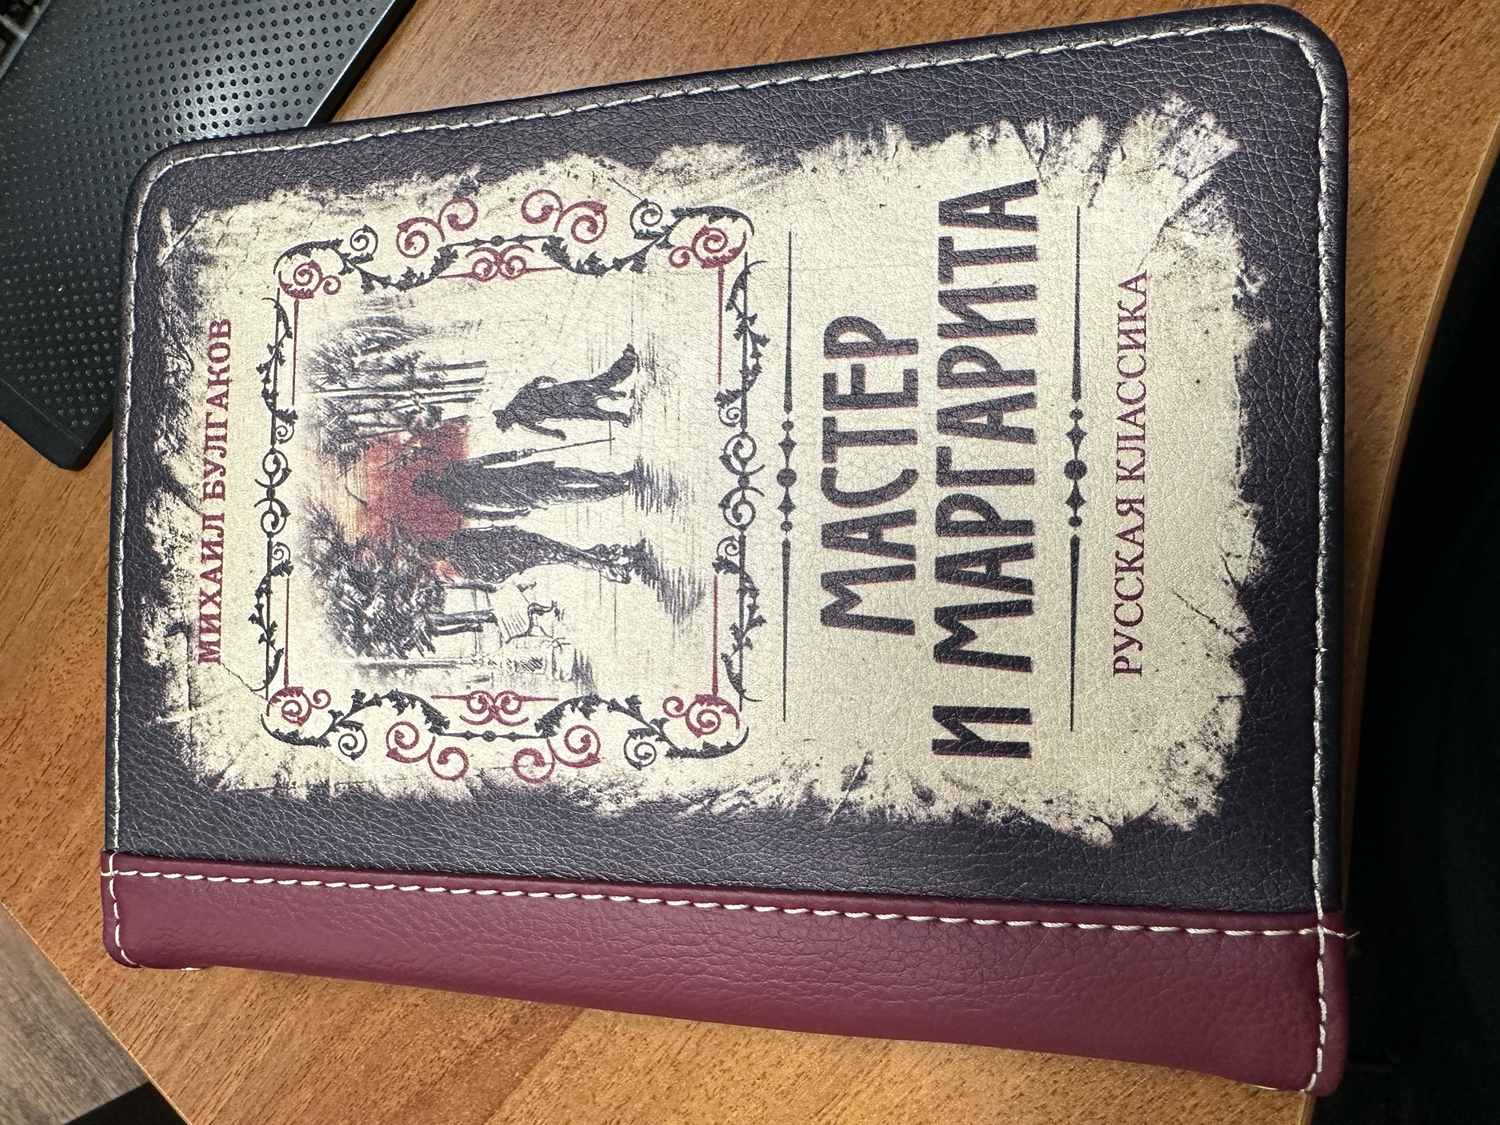 МИХАИЛ БУЛГАКОВ
МАСТЕР
И МАРГАРИТА
РУССКАЯ КЛАССИКА